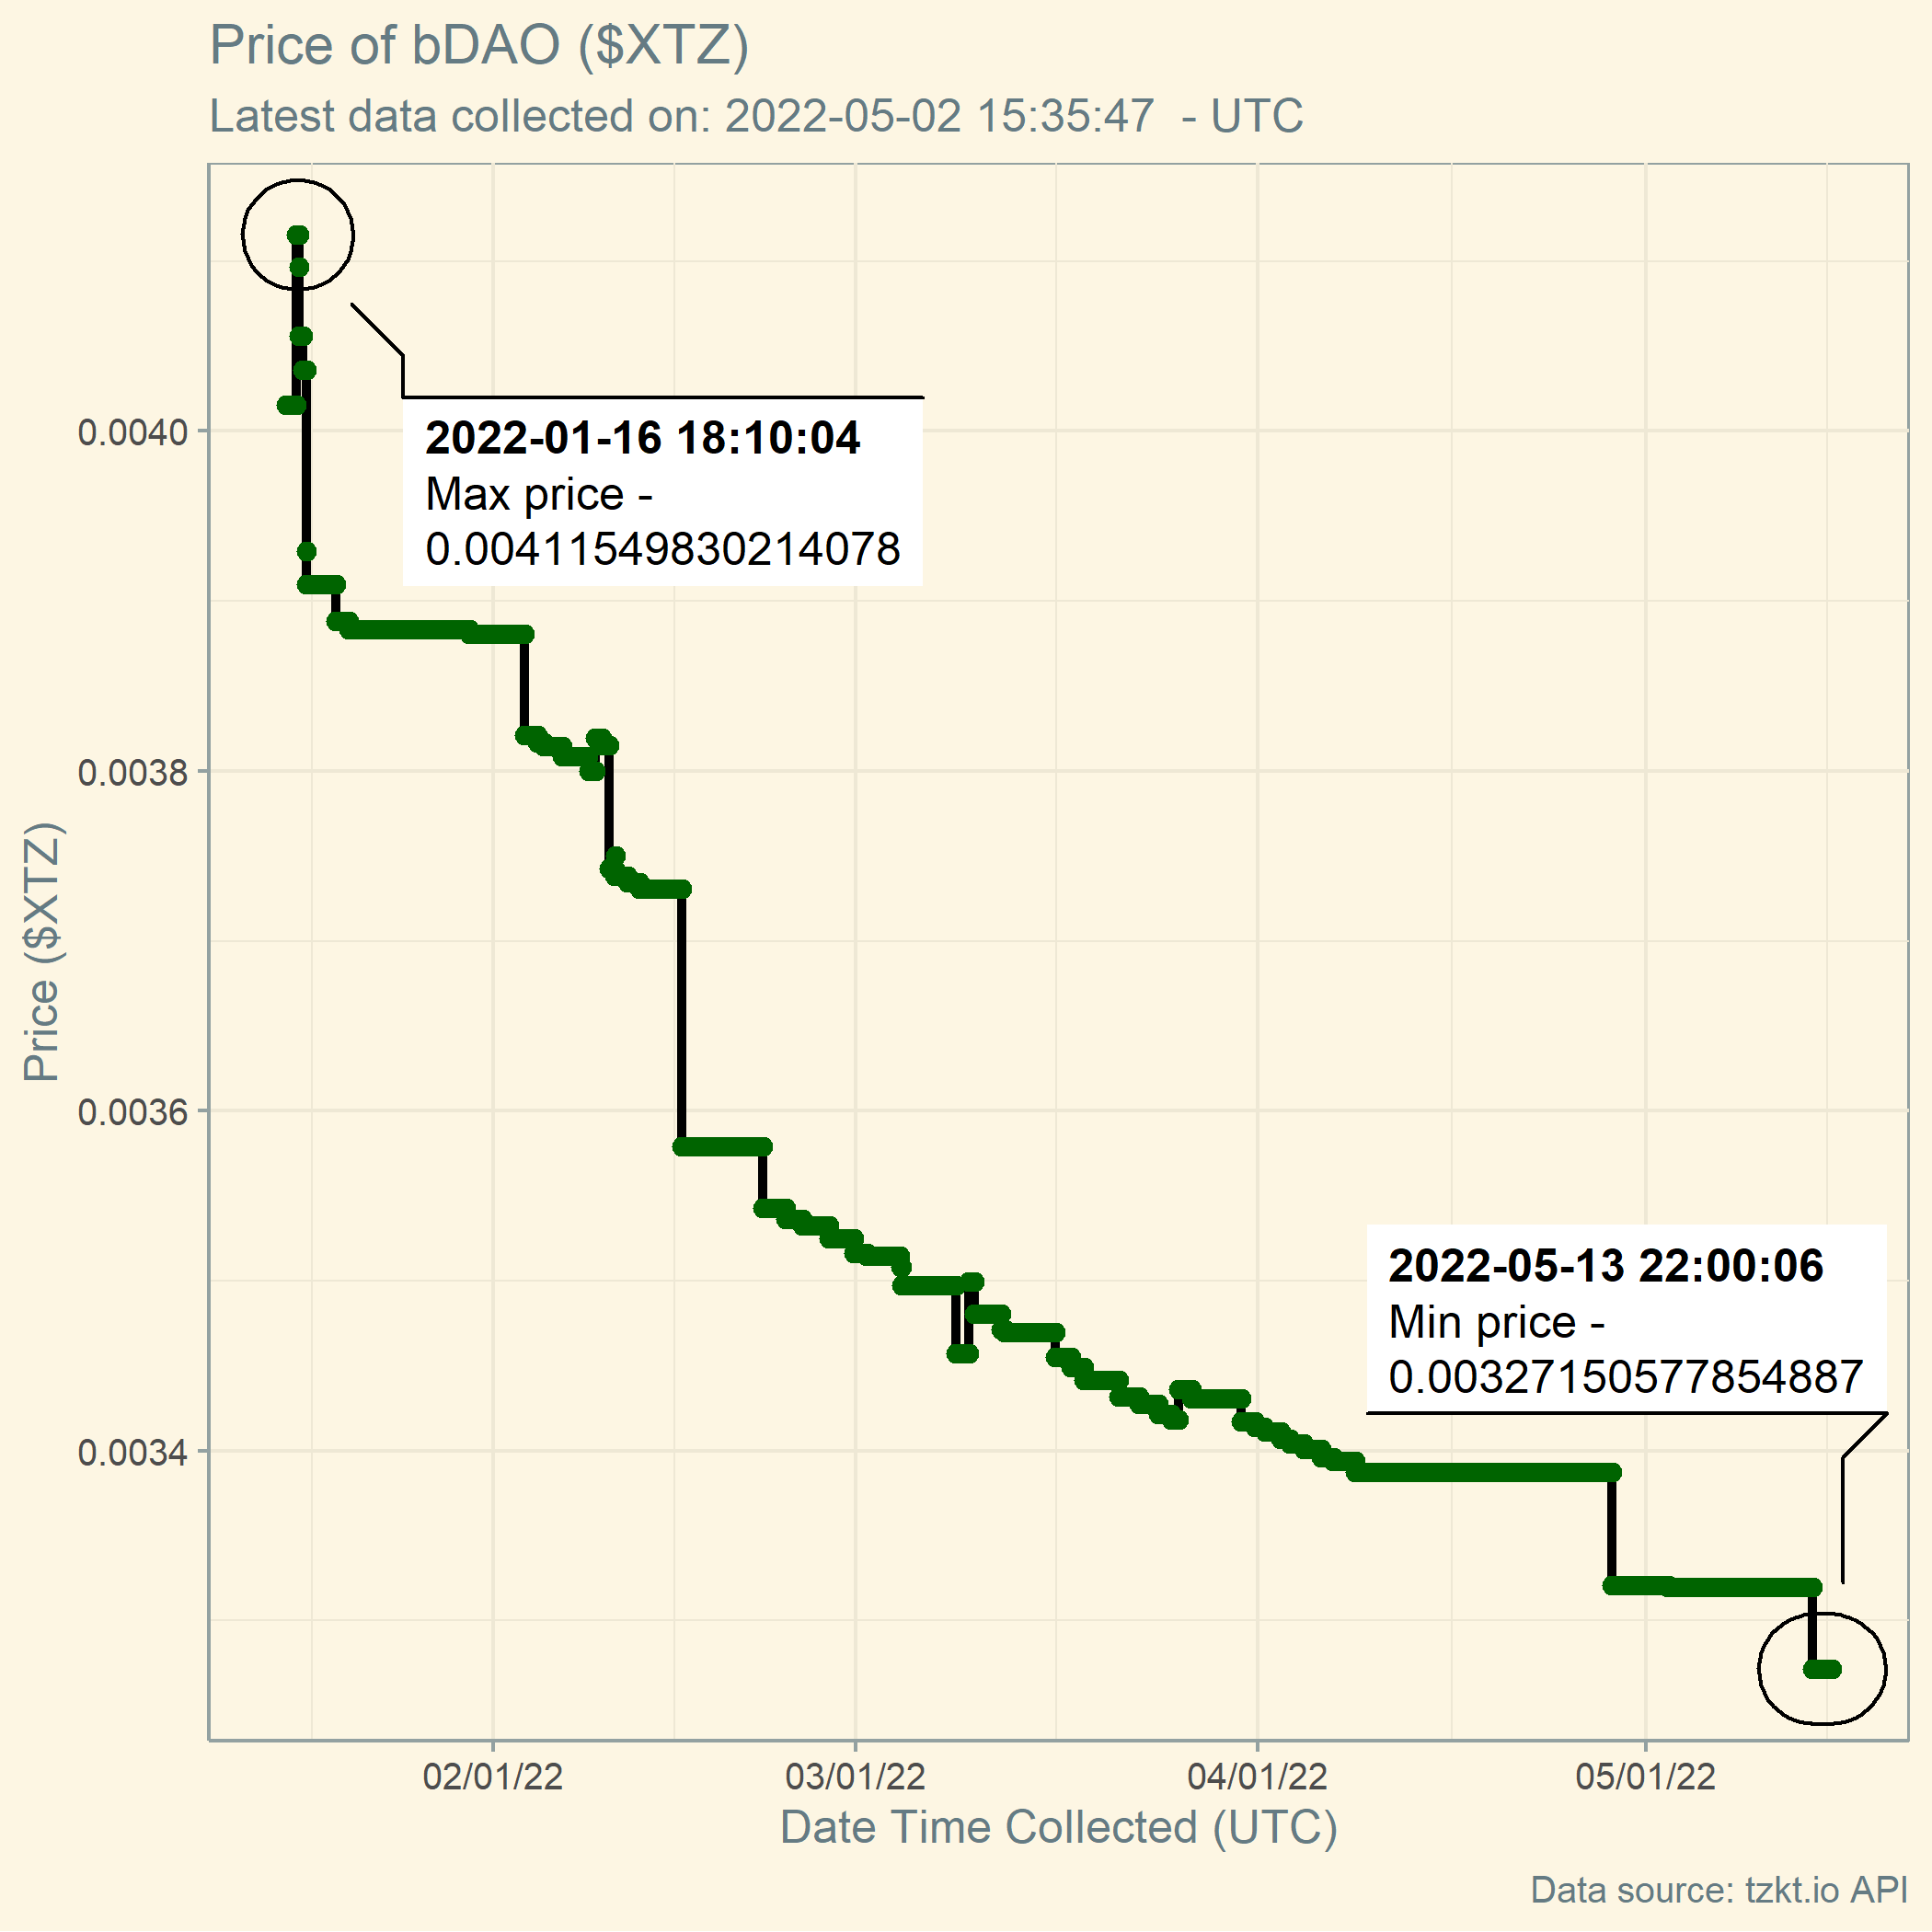 Price of bDAO ($XTZ)
Latest data collected on: 2022-05-02 15:35:47  - UTC
2022-01-16 18:10:04
Max price -
0.00411549830214078
0.0040
0.0038
0.0036
0.0034
Price ($XTZ)
2022-05-13 22:00:06
Min price -
0.00327150577854887
02/01/22
03/01/22
04/01/22
05/01/22
Date Time Collected (UTC)
Data source: tzkt.io API